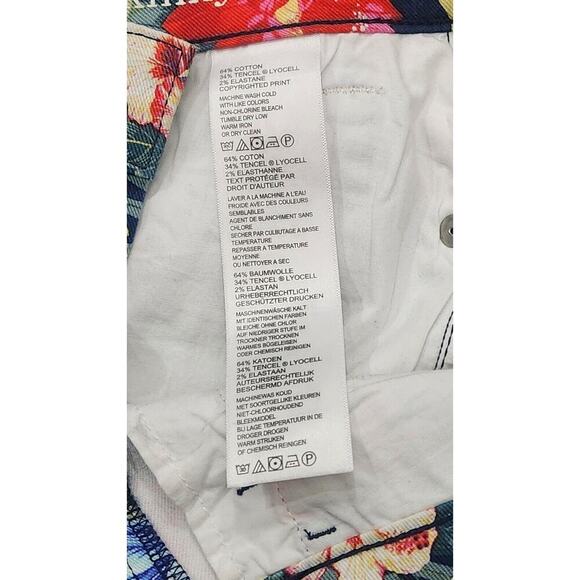 64% COTTON
34% TENCEL ® LYOCELL
2% ELASTANE
COPYRIGHTED PRINT
MACHINE WASH COLD
WITH LIKE COLORS
NON-CHLORINE BLEACH
TUMBLE DRY LOW
WARM IRON
OR DRY CLEAN
64% COTON
34% TENCEL ® LYOCELL
2% ELASTHANNE
TEXT PROTÉGÉ PAR
DROIT D'AUTEUR
LAVER A LA MACHINE A L'EAU
FROIDE AVEC DES COULEURS
SEMBLABLES
AGENT DE BLANCHIMENT SANS
CHLORE
SECHER PAR CULBUTAGE A BASSE
TEMPERATURE
REPASSER A TEMPERATURE
MOYENNE
OU NETTOYER A SEC
64% BAUMWOLLE
34% TENCEL ® LYOCELL
2% ELASTAN
URHEBERRECHTLICH
GESCHÜTZTER DRUCKEN
MASCHINENWÄSCHE KALT
MIT IDENTISCHEN FARBEN
BLEICHE OHNE CHLOR
AUF NIEDRIGER STUFE IM
TROCKNER TROCKNEN
WARMES BÜGELEISEN
ODER CHEMISCH REINIGEN
64% KATOEN
34% TENCEL ® LYOCELL
2% ELASTAAN
AUTEURSRECHTELIJK
BESCHERMD AFDRUK
MACHINEWAS KOUD
MET SOORTGELIJKE KLEUREN
NIET-CHLOORHOUDEND
BLEEKMIDDEL
BIJ LAGE TEMPERATUUR IN DE
DROGER DROGEN
WARM STRIJKEN
OF CHEMISCH REINIGEN